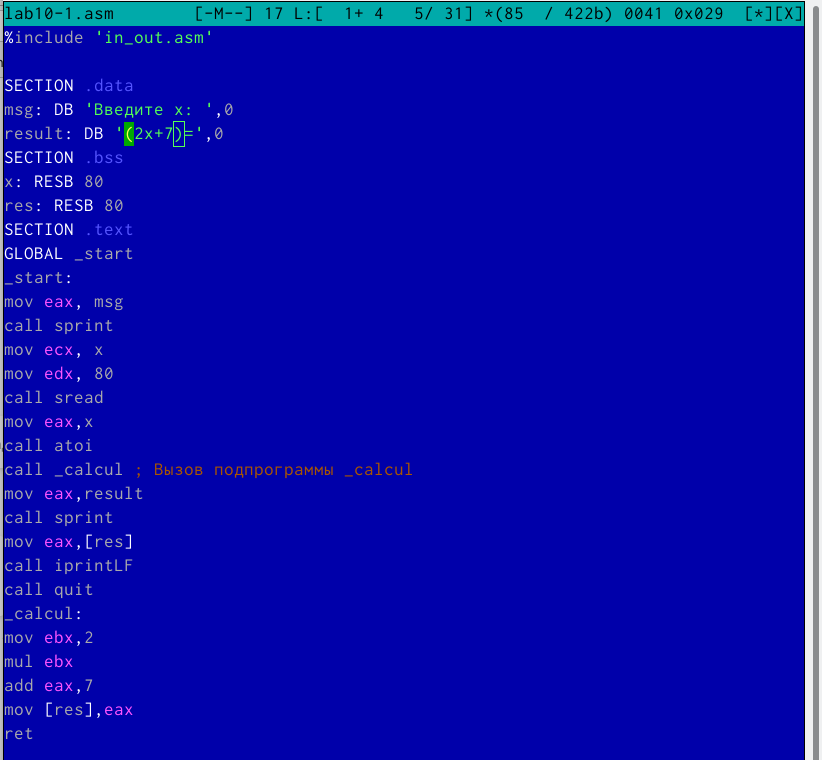 lab10-1.asm [-M--] 17 L:[ 1+ 4 5/ 31] *(85 / 422b) 0041 0x029 [*][X]
%include 'in_out.asm'
SECTION .data
msg: DB 'Введите x: ',0
result: DB '(2x+7)=',0
SECTION .bss
x: RESB 80
res: RESB 80
SECTION .text
GLOBAL _start
_start:
mov eax, msg
call sprint
mov ecx, x
mov edx, 80
call sread
mov eax,x
call atoi
call _calcul ; Вызов подпрограммы _calcul
mov eax,result
call sprint
mov eax,[res]
call iprintLF
call quit
_calcul:
mov ebx,2
mul ebx
add eax,7
mov [res],eax
ret